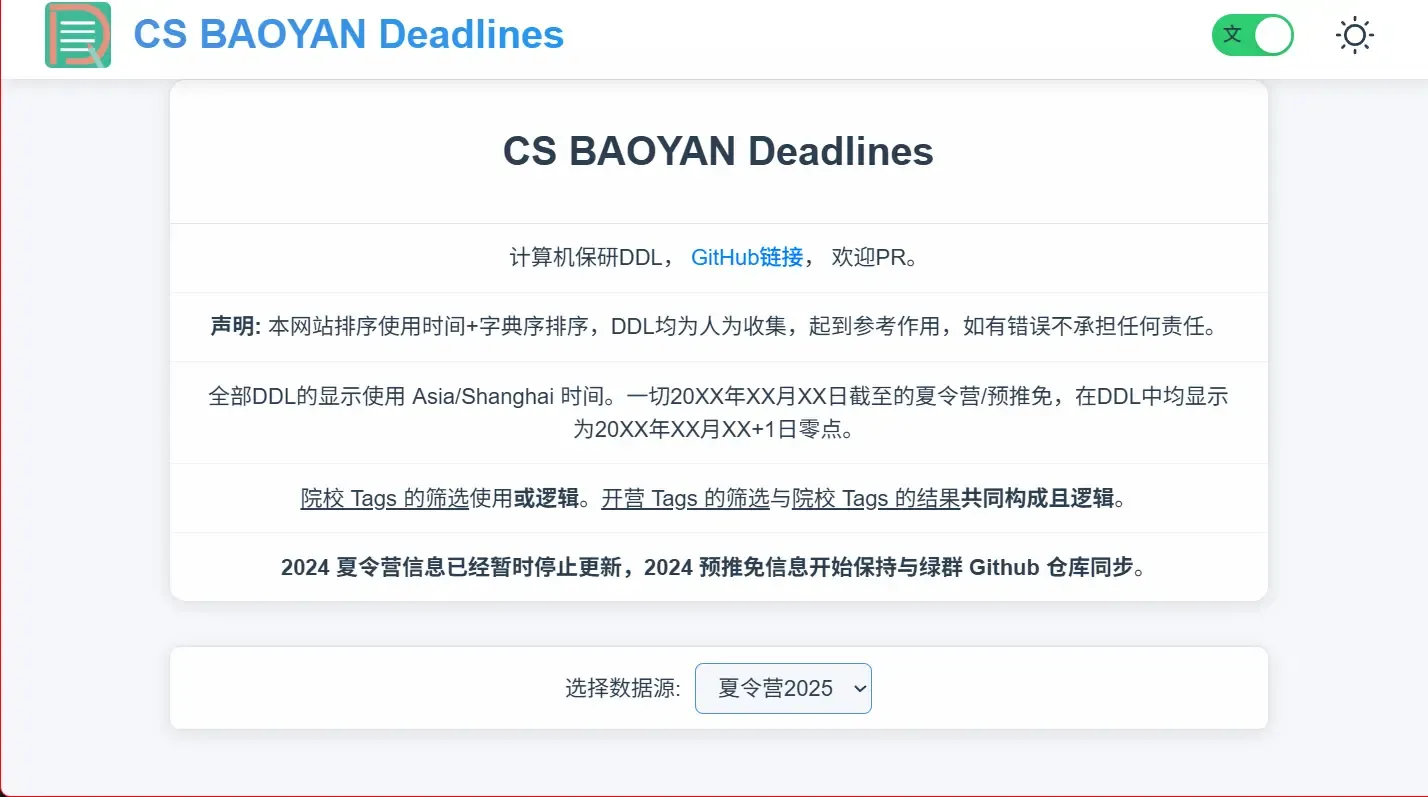 CS BAOYAN Deadlines
文
CS BAOYAN Deadlines
计算机保研DDL， GitHub链接， 欢迎PR。
声明: 本网站排序使用时间+字典序排序，DDL均为人为收集，起到参考作用，如有错误不承担任何责任。
全部DDL的显示使用 Asia/Shanghai 时间。一切20XX年XX月XX日截至的夏令营/预推免，在DDL中均显示
为20XX年XX月XX+1日零点。
院校 Tags 的筛选使用或逻辑。开营 Tags 的筛选与院校 Tags 的结果共同构成且逻辑。
2024 夏令营信息已经暂时停止更新，2024 预推免信息开始保持与绿群 Github 仓库同步。
选择数据源: 夏令营2025